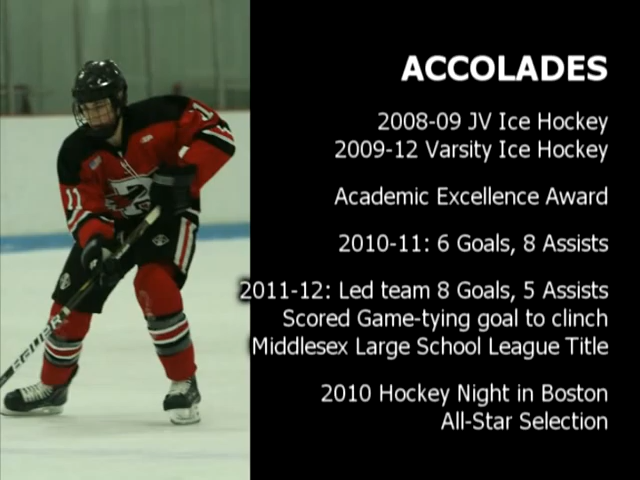 ACCOLADES
2008-09 JV Ice Hockey
2009-12 Varsity Ice Hockey
Academic Excellence Award
2010-11: 6 Goals, 8 Assists
2011-12: Led team 8 Goals, 5 Assists
Scored Game-tying goal to clinch
Middlesex Large School League Title
2010 Hockey Night in Boston
All-Star Selection
11